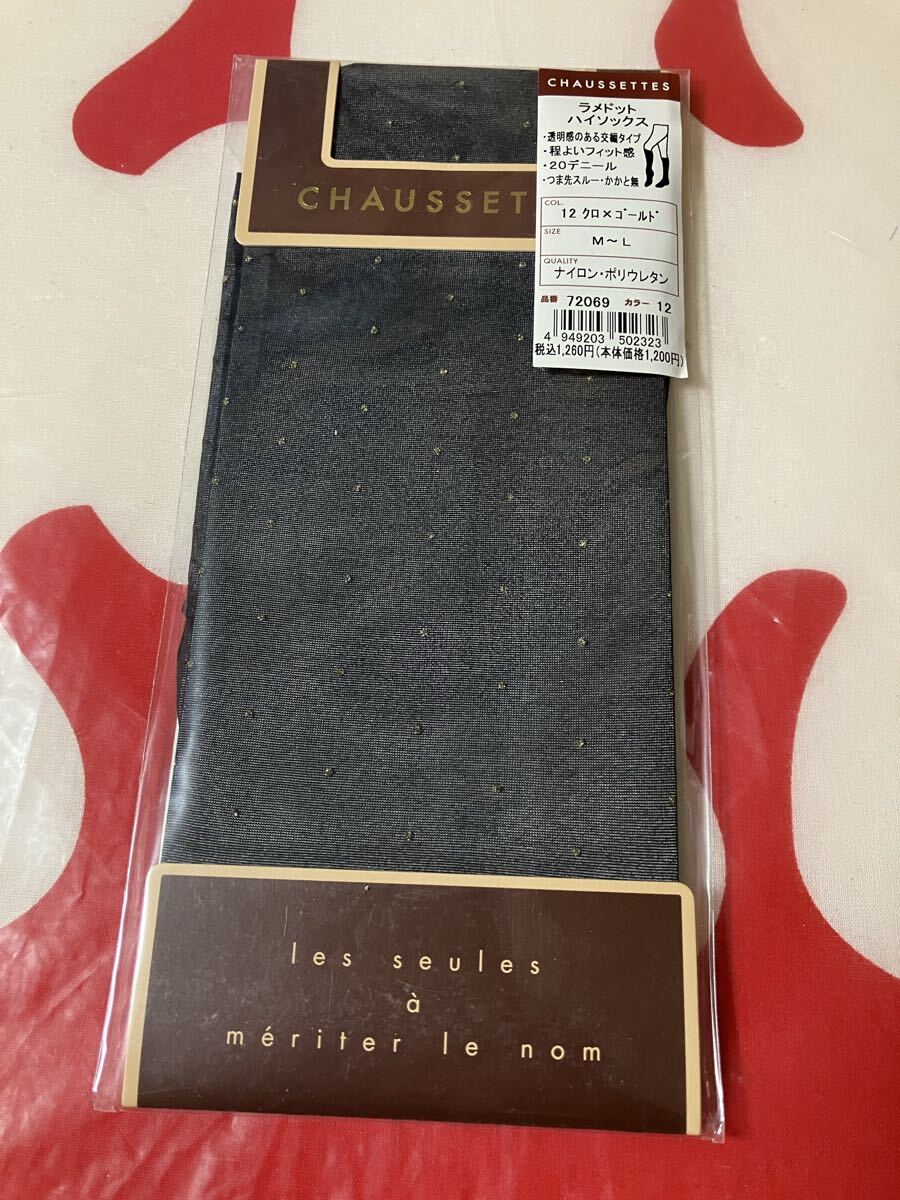 CHAUSSET
CHAUSSETTES
ラメドット
ハイソックス
・透明感のある交編タイプ
・程よいフィット感
・20デニール
・つま先スルー・かかと無
COL.
12 クロ×ゴールド
SIZE
M～L
QUALITY
ナイロン・ポリウレタン
品番 72069 カラー 12
4 949203 502323
税込1,260円(本体価格1,200円)
les seules
à
mériter le nom